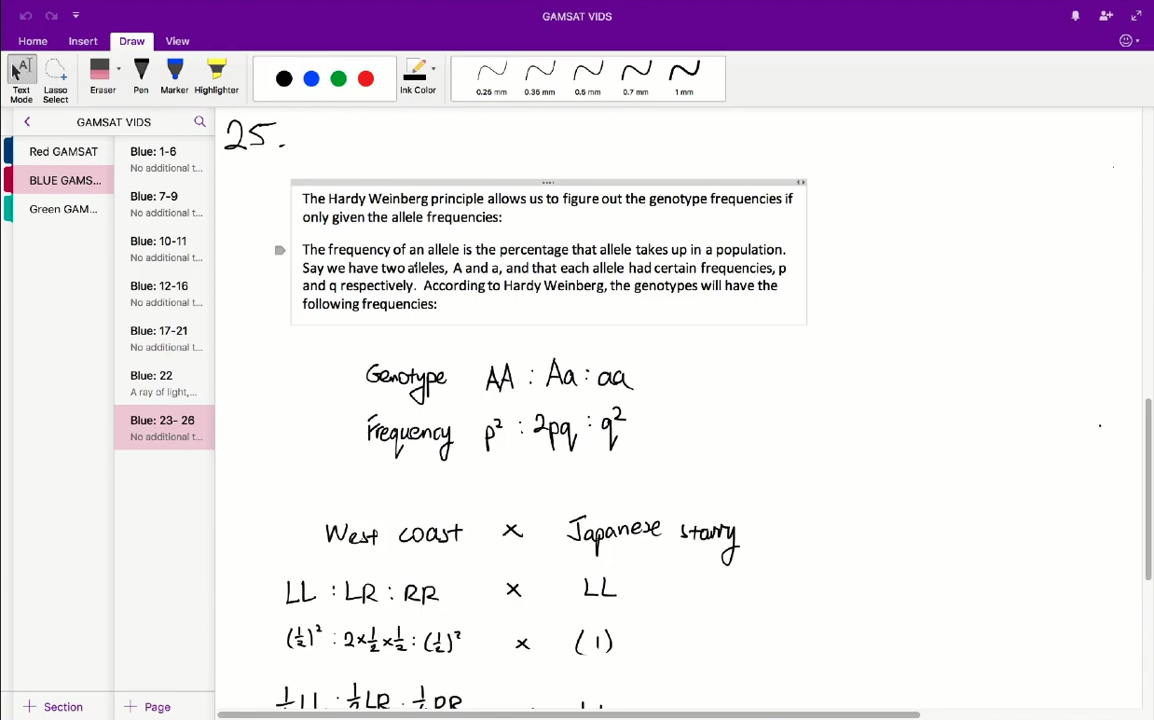 GAMSAT VIDS
Home Insert Draw View
Text Mode
Lasso Select
Eraser
Pen
Marker
Highlighter
Ink Color
0.25 mm
0.35 mm
0.5 mm
0.7 mm
1 mm
GAMSAT VIDS
Red GAMSAT
BLUE GAMS...
Green GAM...
Blue: 1-6
No additional t...
Blue: 7-9
No additional t...
Blue: 10-11
No additional t...
Blue: 12-16
No additional t...
Blue: 17-21
No additional t...
Blue: 22
A ray of light,...
Blue: 23- 26
No additional t...
+ Section
+ Page
25.
The Hardy Weinberg principle allows us to figure out the genotype frequencies if
only given the allele frequencies:
The frequency of an allele is the percentage that allele takes up in a population.
Say we have two alleles, A and a, and that each allele had certain frequencies, p
and q respectively. According to Hardy Weinberg, the genotypes will have the
following frequencies:
Genotype AA : Aa : aa
Frequency p² : 2pq : q²
West coast x Japanese starry
LL : LR : RR x LL
(½)² : 2×½×½ : (½)² x (1)